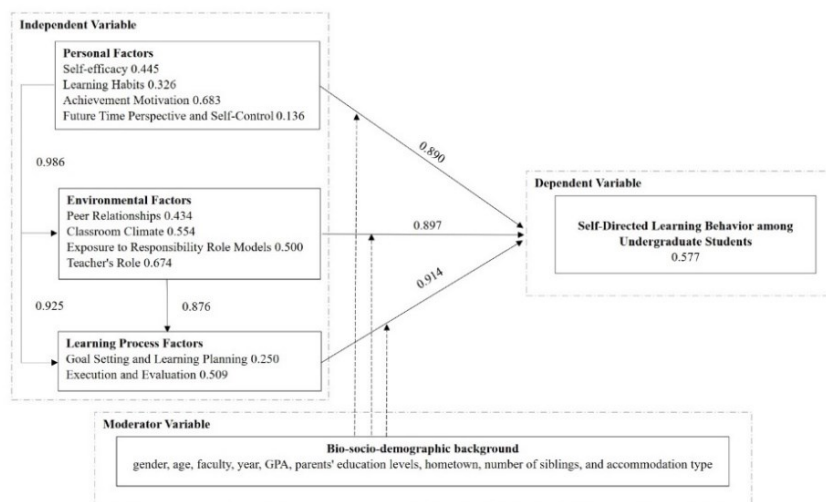 Independent Variable
Personal Factors
Self-efficacy 0.445
Learning Habits 0.326
Achievement Motivation 0.683
Future Time Perspective and Self-Control 0.136
0.986
0.890
Environmental Factors
Peer Relationships 0.434
Classroom Climate 0.554
Exposure to Responsibility Role Models 0.500
Teacher's Role 0.674
0.897
Dependent Variable
Self-Directed Learning Behavior among
Undergraduate Students
0.577
0.925
0.876
0.914
Learning Process Factors
Goal Setting and Learning Planning 0.250
Execution and Evaluation 0.509
Moderator Variable
Bio-socio-demographic background
gender, age, faculty, year, GPA, parents' education levels, hometown, number of siblings, and accommodation type